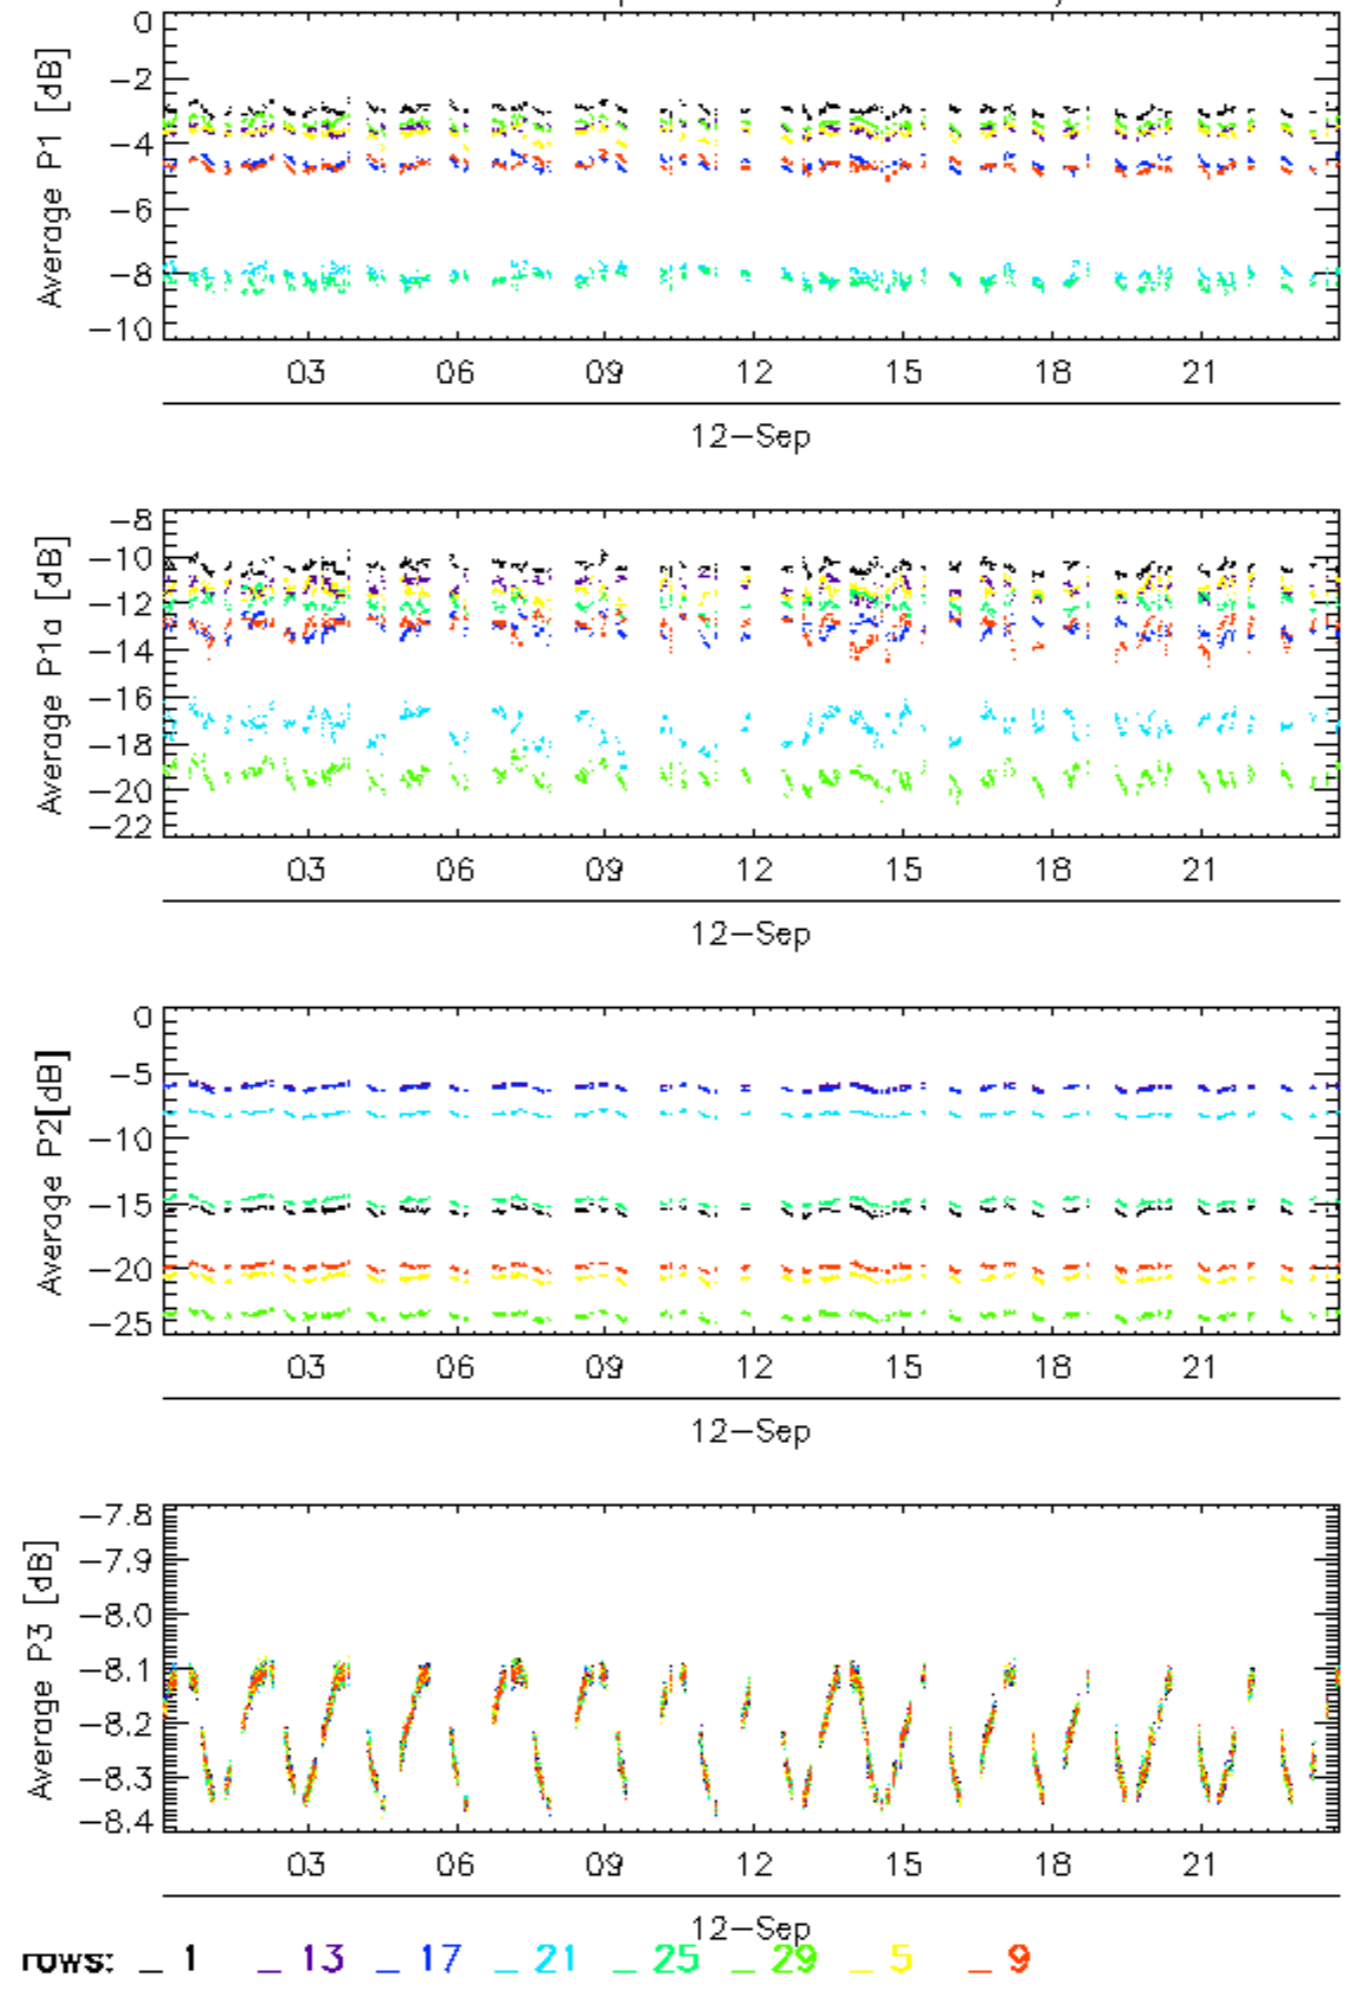 0
−2
−4
−6
−8
−10
Average P1 [dB]
03 06 09 12 15 18 21
12−Sep
−8
−10
−12
−14
−16
−18
−20
−22
Average P1a [dB]
03 06 09 12 15 18 21
12−Sep
0
−5
−10
−15
−20
−25
Average P2[dB]
03 06 09 12 15 18 21
12−Sep
−7.8
−7.9
−8.0
−8.1
−8.2
−8.3
−8.4
Average P3 [dB]
03 06 09 12 15 18 21
12−Sep
rows: _ 1 _ 13 _ 17 _ 21 _ 25 _ 29 _ 5 _ 9